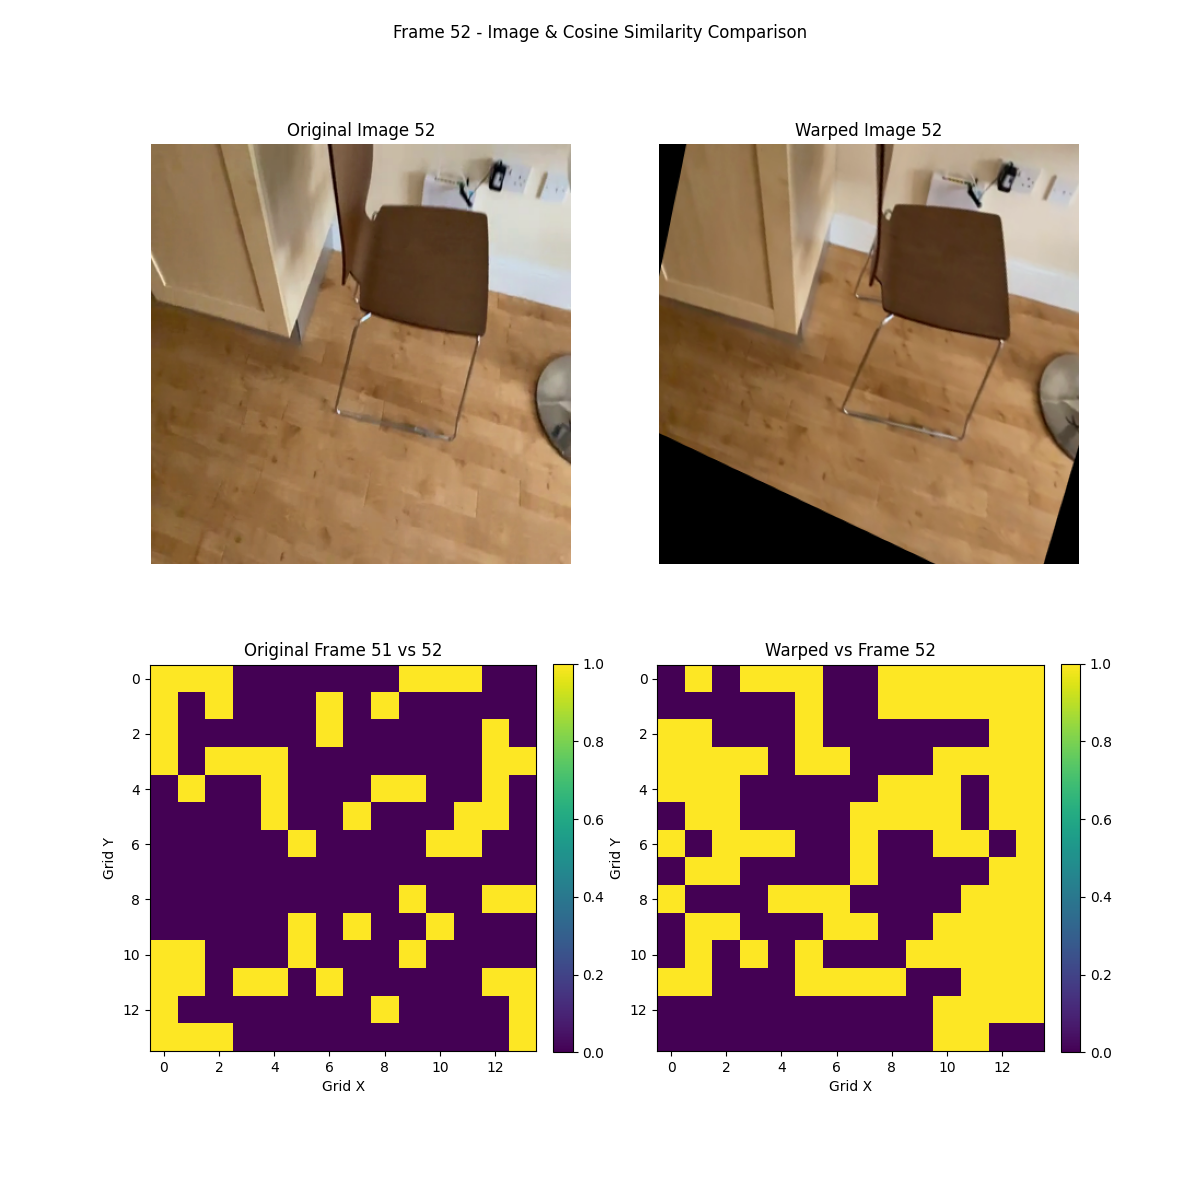 Frame 52 - Image & Cosine Similarity Comparison
Original Image 52
Warped Image 52
Original Frame 51 vs 52
Warped vs Frame 52
0
2
4
6
8
10
12
Grid Y
0 2 4 6 8 10 12
Grid X
1.0
0.8
0.6
0.4
0.2
0.0
0
2
4
6
8
10
12
Grid Y
0 2 4 6 8 10 12
Grid X
1.0
0.8
0.6
0.4
0.2
0.0